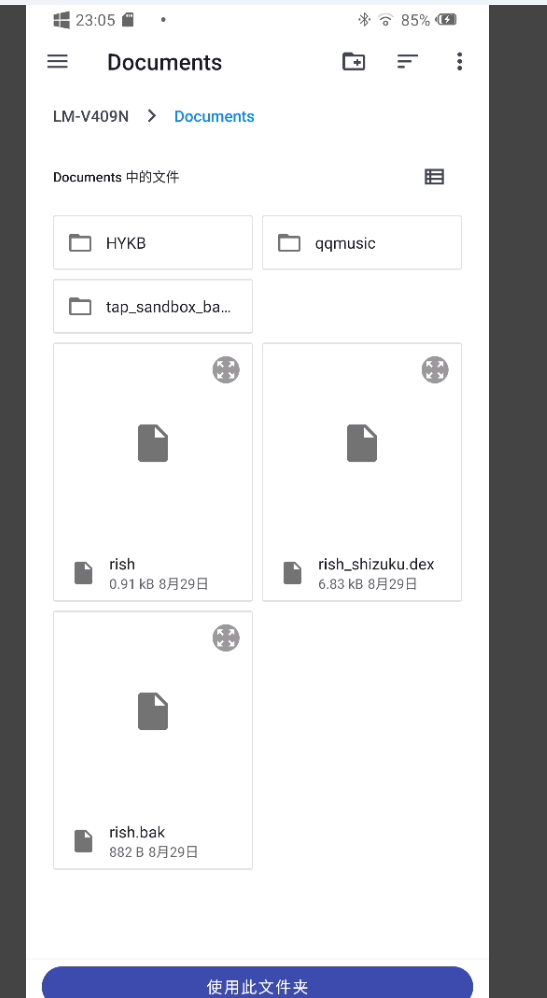 23:05 85%
Documents
LM-V409N > Documents
Documents 中的文件
HYKB
qqmusic
tap_sandbox_ba...
rish
0.91 kB 8月29日
rish_shizuku.dex
6.83 kB 8月29日
rish.bak
882 B 8月29日
使用此文件夹